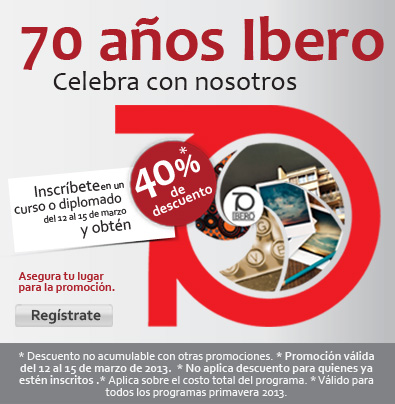 70 años Ibero
Celebra con nosotros
Inscríbete en un
curso o diplomado
del 12 al 15 de marzo
y obtén
40%*
de
descuento
70
IBERO
Asegura tu lugar
para la promoción.
Regístrate
* Descuento no acumulable con otras promociones. * Promoción válida
del 12 al 15 de marzo de 2013. * No aplica descuento para quienes ya
estén inscritos .* Aplica sobre el costo total del programa. * Válido para
todos los programas primavera 2013.